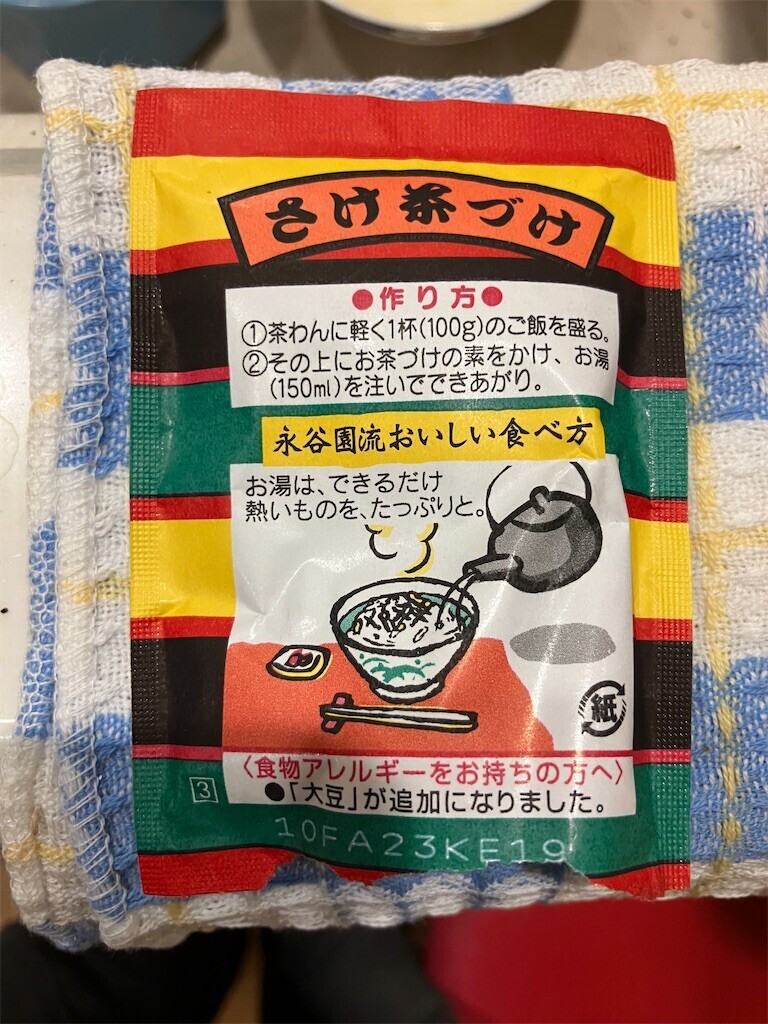 さけ茶づけ
●作り方●
①茶わんに軽く1杯(100g)のご飯を盛る。
②その上にお茶づけの素をかけ、お湯
(150ml)を注いでできあがり。
永谷園流おいしい食べ方
お湯は、できるだけ
熱いものを、たっぷりと。
紙
〈食物アレルギーをお持ちの方へ〉
●「大豆」が追加になりました。
3
10FA23KE19